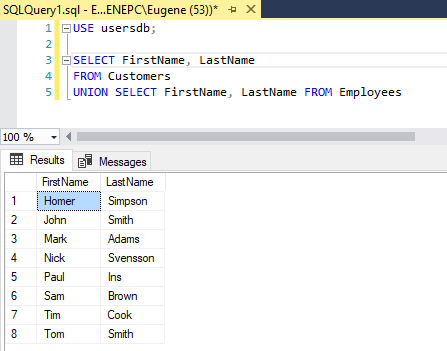 SQLQuery1.sql - E...ENEPC\Eugene (53))*
1 USE usersdb;
2
3 SELECT FirstName, LastName
4 FROM Customers
5 UNION SELECT FirstName, LastName FROM Employees
100 %
Results Messages
FirstName LastName
1 Homer Simpson
2 John Smith
3 Mark Adams
4 Nick Svensson
5 Paul Ins
6 Sam Brown
7 Tim Cook
8 Tom Smith